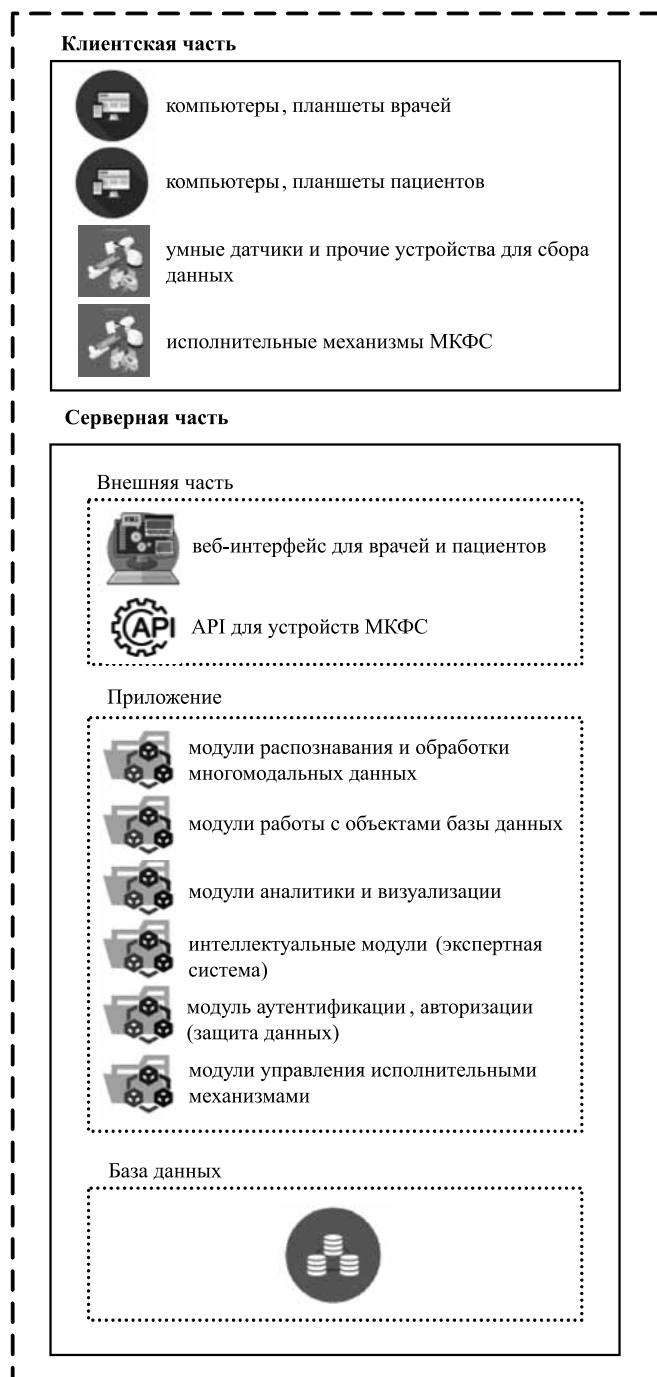 Клиентская часть
компьютеры, планшеты врачей
компьютеры, планшеты пациентов
умные датчики и прочие устройства для сбора
данных
исполнительные механизмы МКФС
Серверная часть
Внешняя часть
веб-интерфейс для врачей и пациентов
API
API для устройств МКФС
Приложение
модули распознавания и обработки
многомодальных данных
модули работы с объектами базы данных
модули аналитики и визуализации
интеллектуальные модули (экспертная
система)
модуль аутентификации, авторизации
(защита данных)
модули управления исполнительными
механизмами
База данных